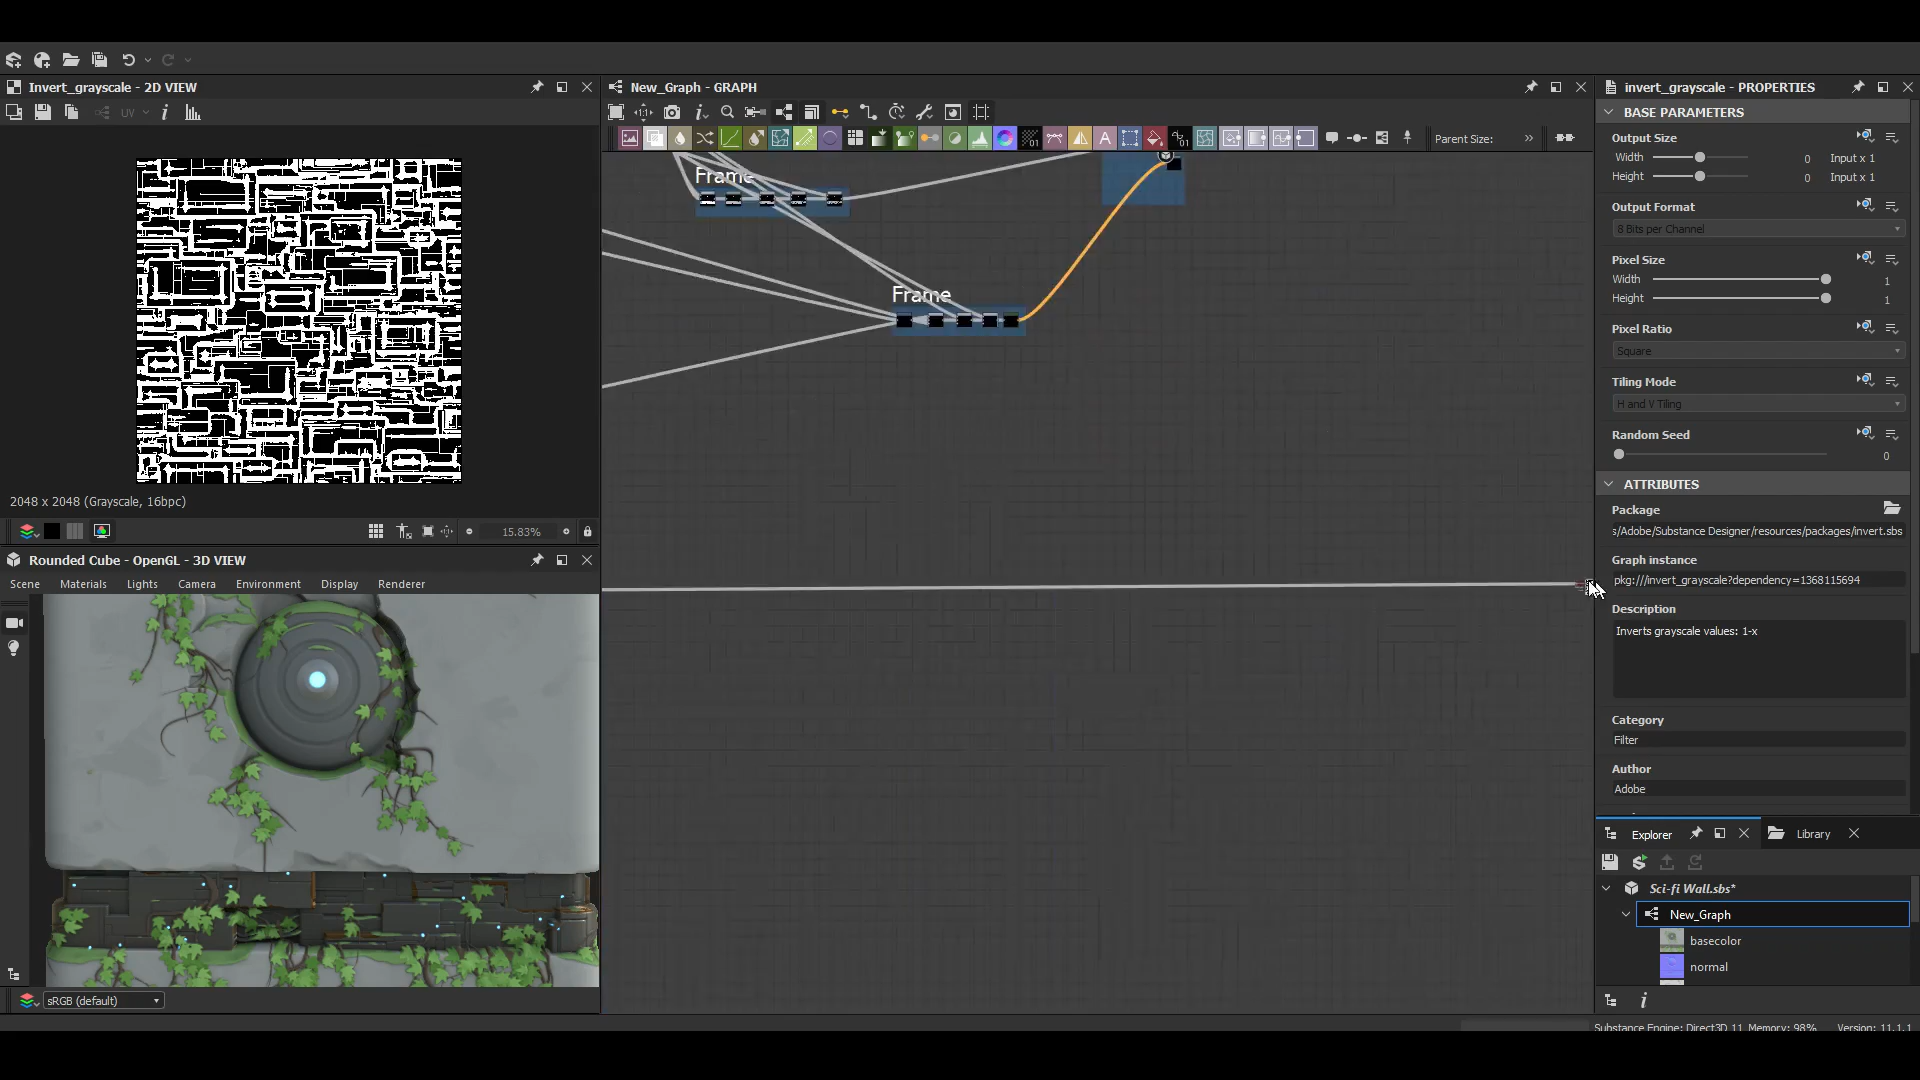 Invert_grayscale - 2D VIEW
UV
2048 x 2048 (Grayscale, 16bpc)
15.83%
Rounded Cube - OpenGL - 3D VIEW
Scene Materials Lights Camera Environment Display Renderer
sRGB (default)
New_Graph - GRAPH
Parent Size:
Frame
Frame
invert_grayscale - PROPERTIES
BASE PARAMETERS
Output Size
Width 0 Input x 1
Height 0 Input x 1
Output Format
8 Bits per Channel
Pixel Size
Width 1
Height 1
Pixel Ratio
Square
Tiling Mode
H and V Tiling
Random Seed
0
ATTRIBUTES
Package
s/Adobe/Substance Designer/resources/packages/invert.sbs
Graph instance
pkg:///invert_grayscale?dependency=1368115694
Description
Inverts grayscale values: 1-x
Category
Filter
Author
Adobe
Explorer Library
Sci-fi Wall.sbs*
New_Graph
basecolor
normal
Substance Engine: Direct3D 11 Memory: 98% Version: 11.1.1